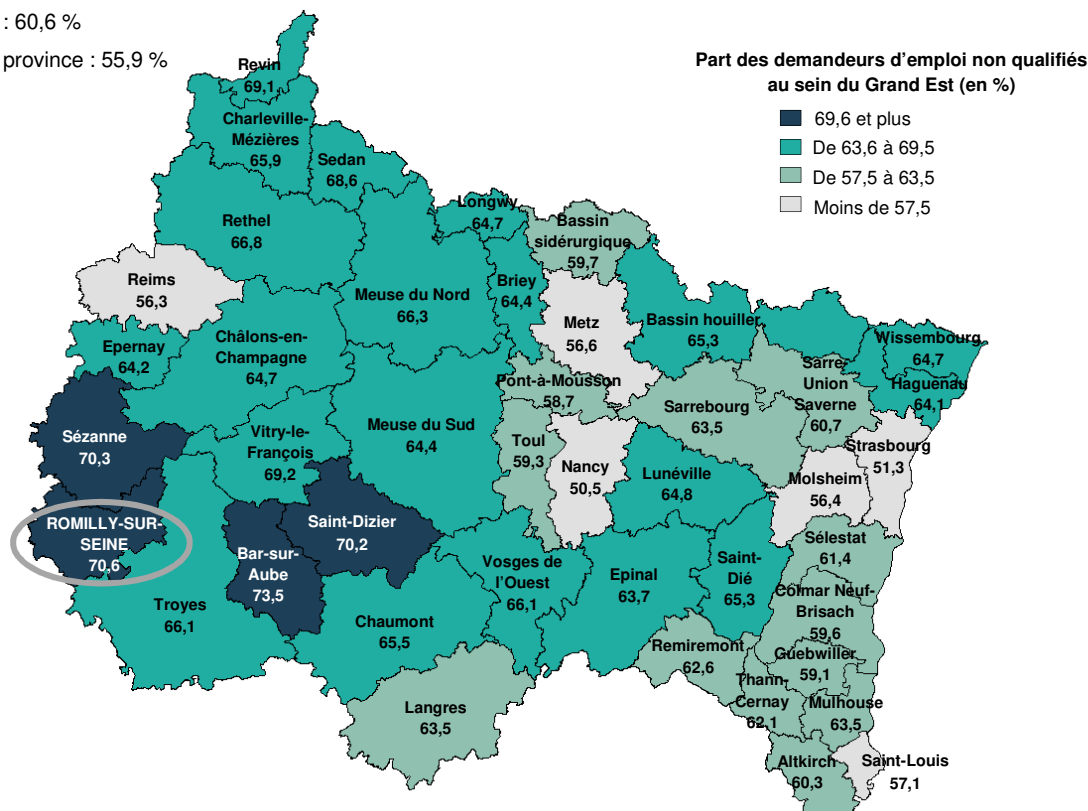 : 60,6 %
province : 55,9 %
Part des demandeurs d'emploi non qualifiés
au sein du Grand Est (en %)
69,6 et plus
De 63,6 à 69,5
De 57,5 à 63,5
Moins de 57,5
Revin
69,1
Charleville-
Mézières
65,9
Sedan
68,6
Rethel
66,8
Longwy
64,7
Bassin
sidérurgique
59,7
Reims
56,3
Meuse du Nord
66,3
Briey
64,4
Metz
56,6
Bassin houiller
65,3
Wissembourg
64,7
Epernay
64,2
Châlons-en-
Champagne
64,7
Pont-à-Mousson
58,7
Sarre-
Union
Saverne
60,7
Haguenau
64,1
Sézanne
70,3
Vitry-le-
François
69,2
Meuse du Sud
64,4
Toul
59,3
Nancy
50,5
Sarrebourg
63,5
Lunéville
64,8
Molsheim
56,4
Strasbourg
51,3
ROMILLY-SUR-
SEINE
70,6
Saint-Dizier
70,2
Bar-sur-
Aube
73,5
Troyes
66,1
Chaumont
65,5
Vosges de
l'Ouest
66,1
Epinal
63,7
Saint-
Dié
65,3
Sélestat
61,4
Colmar Neuf-
Brisach
59,6
Remiremont
62,6
Guebwiller
59,1
Thann-
Cernay
62,1
Mulhouse
63,5
Langres
63,5
Altkirch
60,3
Saint-Louis
57,1